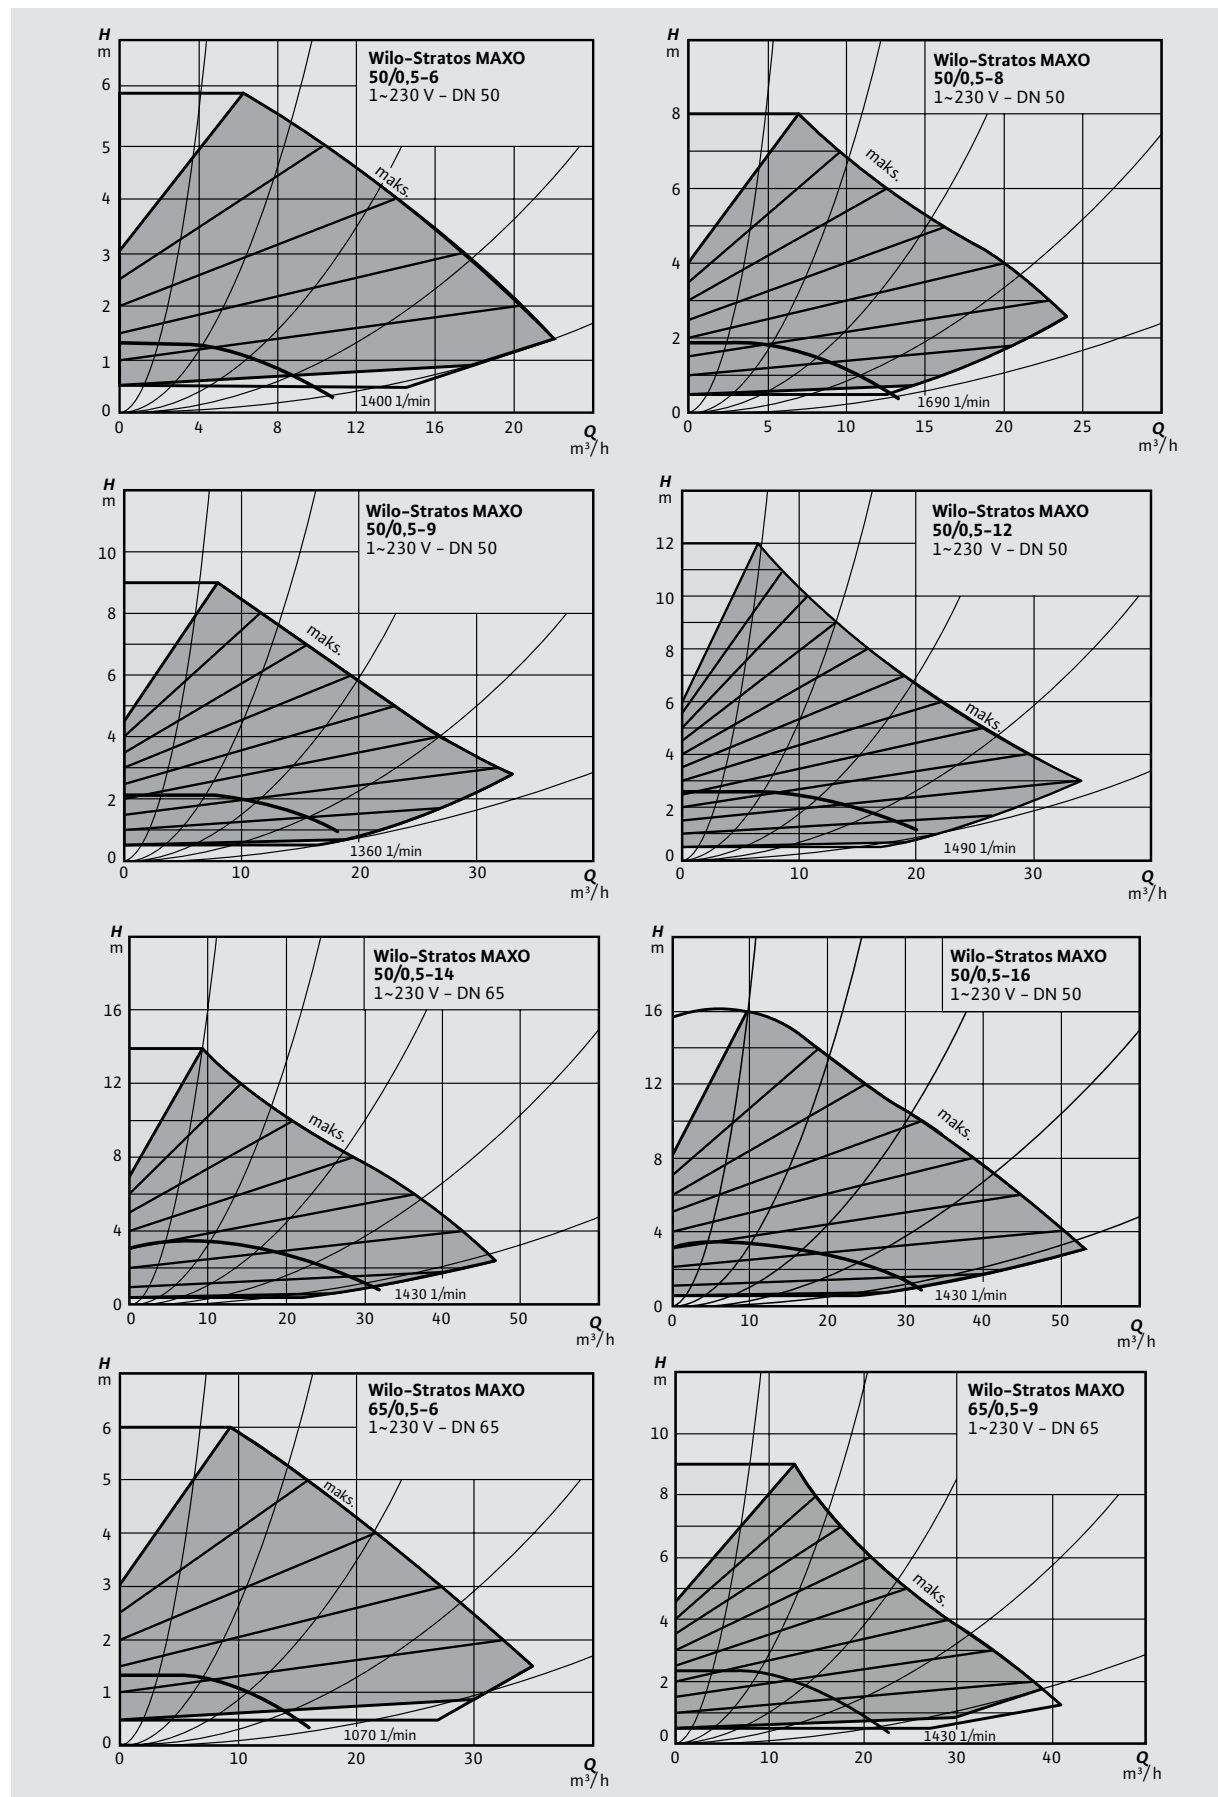 H
m
Wilo-Stratos MAXO
50/0,5-6
1~230 V - DN 50
maks.
6
5
4
3
2
1
0
1400 1/min
0 4 8 12 16 20 Q
m³/h
H
m
Wilo-Stratos MAXO
50/0,5-8
1~230 V - DN 50
maks.
8
6
4
2
0
1690 1/min
0 5 10 15 20 25 Q
m³/h
H
m
Wilo-Stratos MAXO
50/0,5-9
1~230 V - DN 50
maks.
10
8
6
4
2
0
1360 1/min
0 10 20 30 Q
m³/h
H
m
Wilo-Stratos MAXO
50/0,5-12
1~230 V - DN 50
maks.
12
10
8
6
4
2
0
1490 1/min
0 10 20 30 Q
m³/h
H
m
Wilo-Stratos MAXO
50/0,5-14
1~230 V - DN 65
maks.
16
12
8
4
0
1430 1/min
0 10 20 30 40 50 Q
m³/h
H
m
Wilo-Stratos MAXO
50/0,5-16
1~230 V - DN 50
maks.
16
12
8
4
0
1430 1/min
0 10 20 30 40 50 Q
m³/h
H
m
Wilo-Stratos MAXO
65/0,5-6
1~230 V - DN 65
maks.
6
5
4
3
2
1
0
1070 1/min
0 10 20 30 Q
m³/h
H
m
Wilo-Stratos MAXO
65/0,5-9
1~230 V - DN 65
maks.
10
8
6
4
2
0
1430 1/min
0 10 20 30 40 Q
m³/h